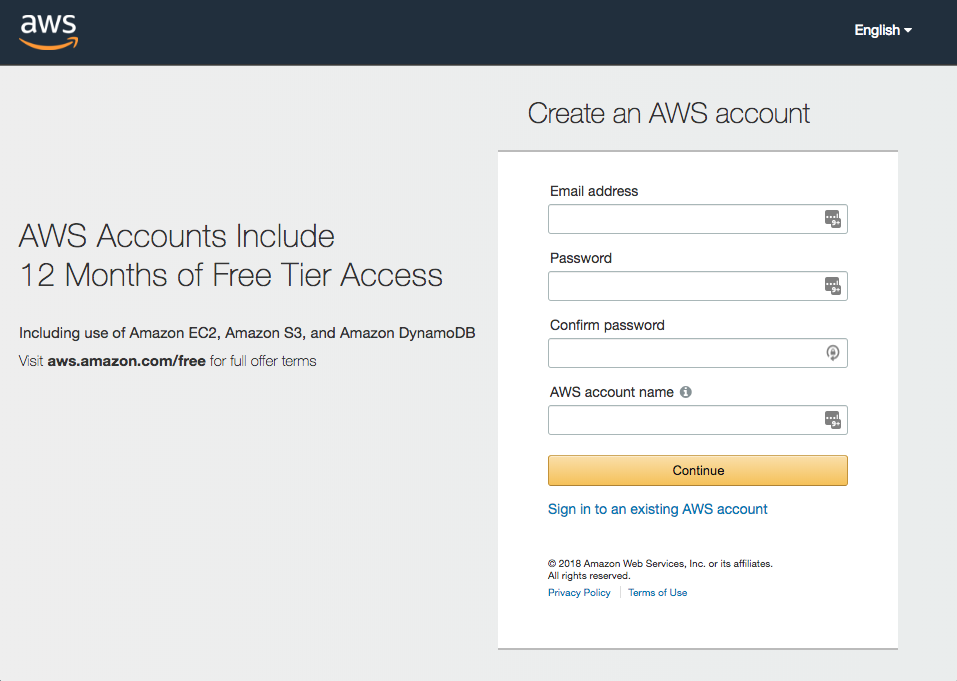 aws
English
Create an AWS account
AWS Accounts Include
12 Months of Free Tier Access
Including use of Amazon EC2, Amazon S3, and Amazon DynamoDB
Visit aws.amazon.com/free for full offer terms
Email address
9+
Password
9+
Confirm password
AWS account name
9+
Continue
Sign in to an existing AWS account
© 2018 Amazon Web Services, Inc. or its affiliates.
All rights reserved.
Privacy Policy | Terms of Use